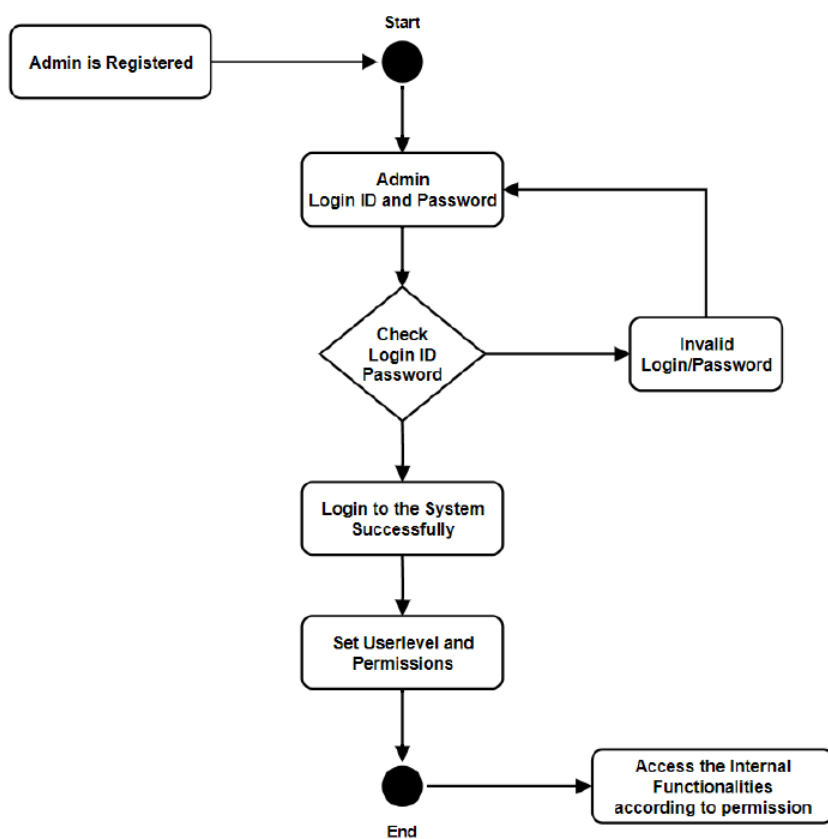 Start
Admin is Registered
Admin
Login ID and Password
Check
Login ID
Password
Invalid
Login/Password
Login to the System
Successfully
Set Userlevel and
Permissions
Access the Internal
Functionalities
according to permission
End